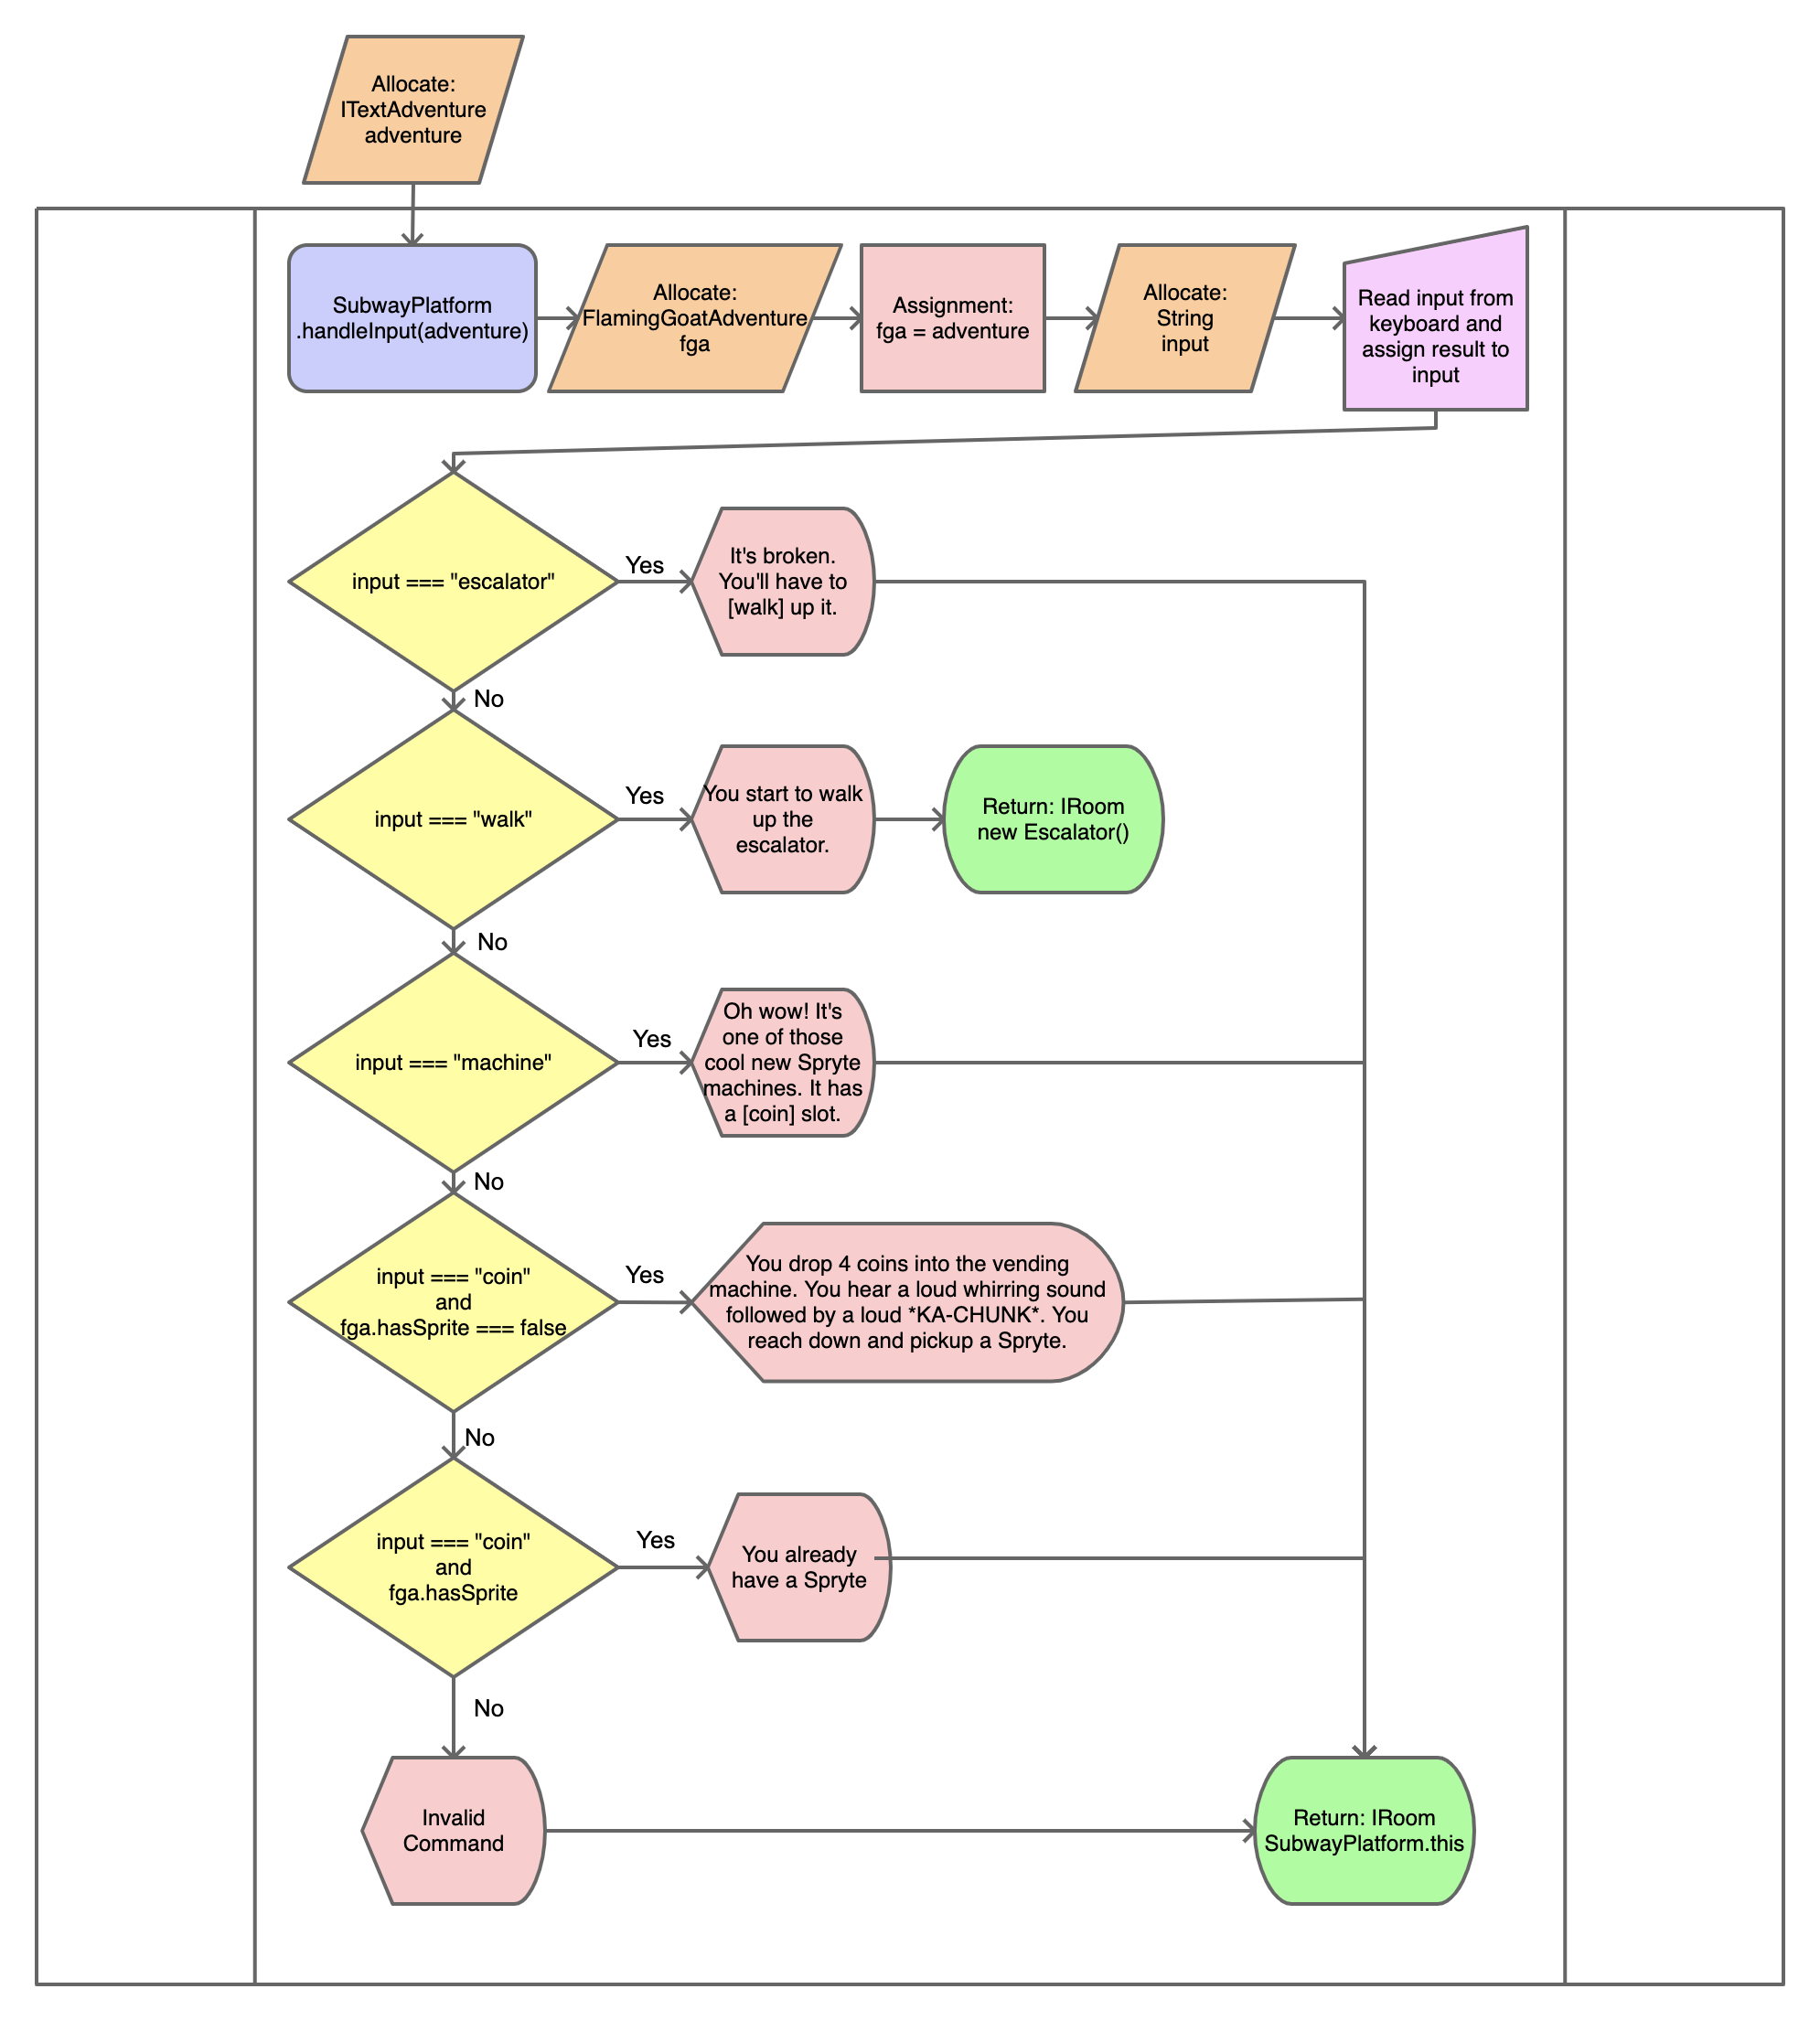 Allocate:
ITextAdventure
adventure
SubwayPlatform
.handleInput(adventure)
Allocate:
FlamingGoatAdventure
fga
Assignment:
fga = adventure
Allocate:
String
input
Read input from
keyboard and
assign result to
input
input === "escalator"
Yes
It's broken.
You'll have to
[walk] up it.
No
input === "walk"
Yes
You start to walk
up the
escalator.
Return: IRoom
new Escalator()
No
input === "machine"
Yes
Oh wow! It's
one of those
cool new Spryte
machines. It has
a [coin] slot.
No
input === "coin"
and
fga.hasSprite === false
Yes
You drop 4 coins into the vending
machine. You hear a loud whirring sound
followed by a loud *KA-CHUNK*. You
reach down and pickup a Spryte.
No
input === "coin"
and
fga.hasSprite
Yes
You already
have a Spryte
No
Invalid
Command
Return: IRoom
SubwayPlatform.this